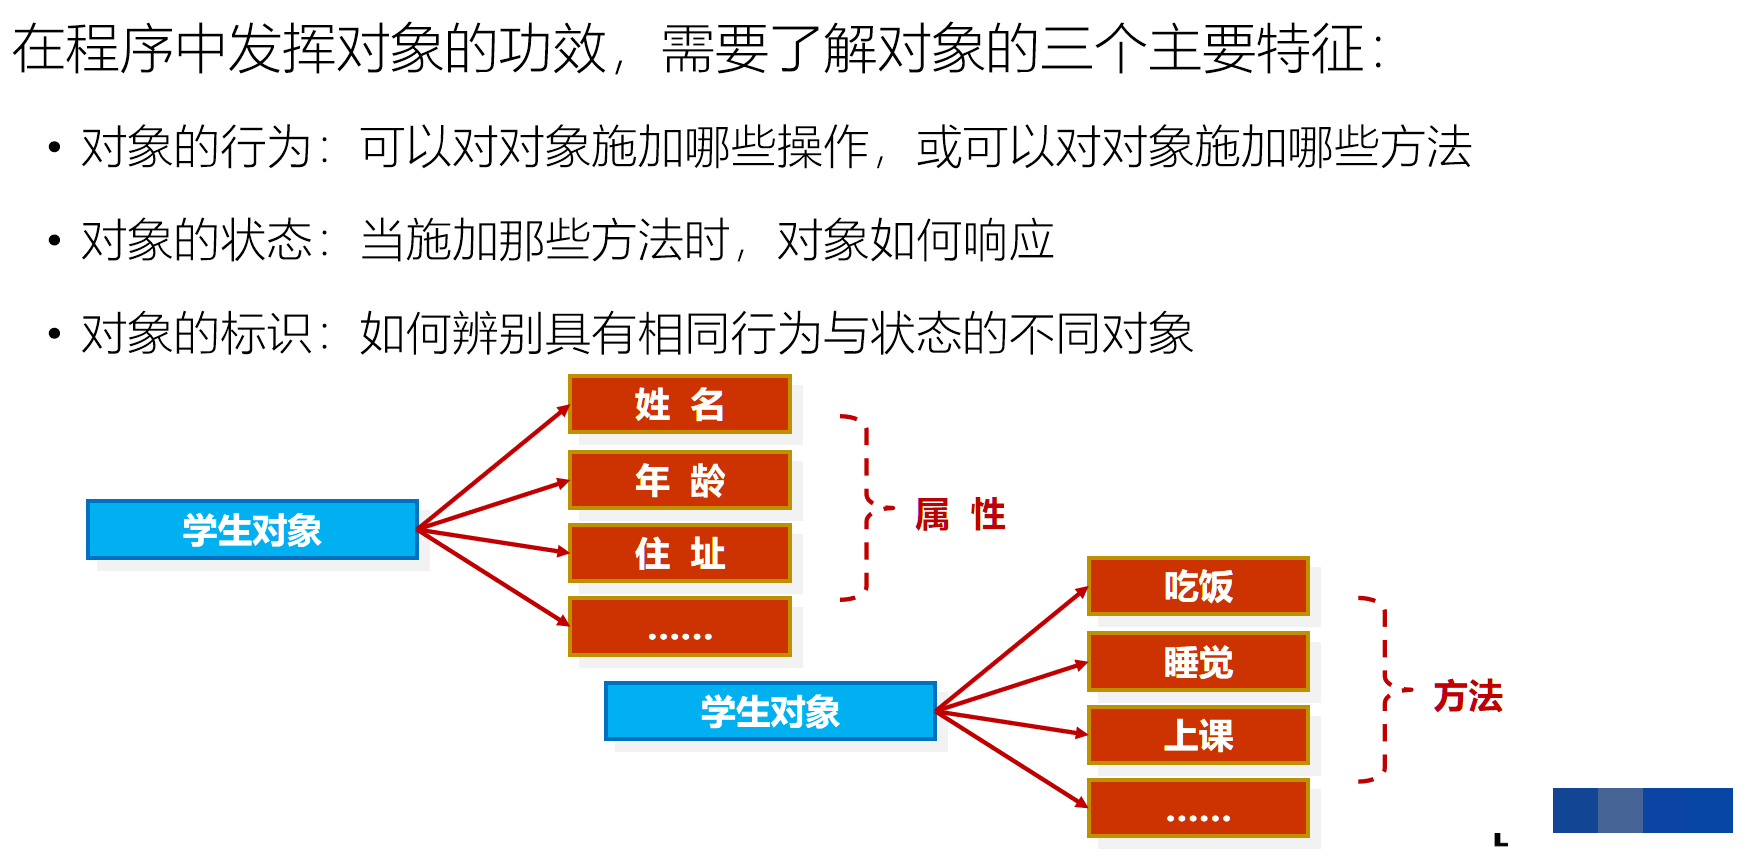 在程序中发挥对象的功效，需要了解对象的三个主要特征：
• 对象的行为：可以对对象施加哪些操作，或可以对对象施加哪些方法
• 对象的状态：当施加那些方法时，对象如何响应
• 对象的标识：如何辨别具有相同行为与状态的不同对象
学生对象
姓 名
年 龄
住 址
……
属 性
学生对象
吃饭
睡觉
上课
……
方法